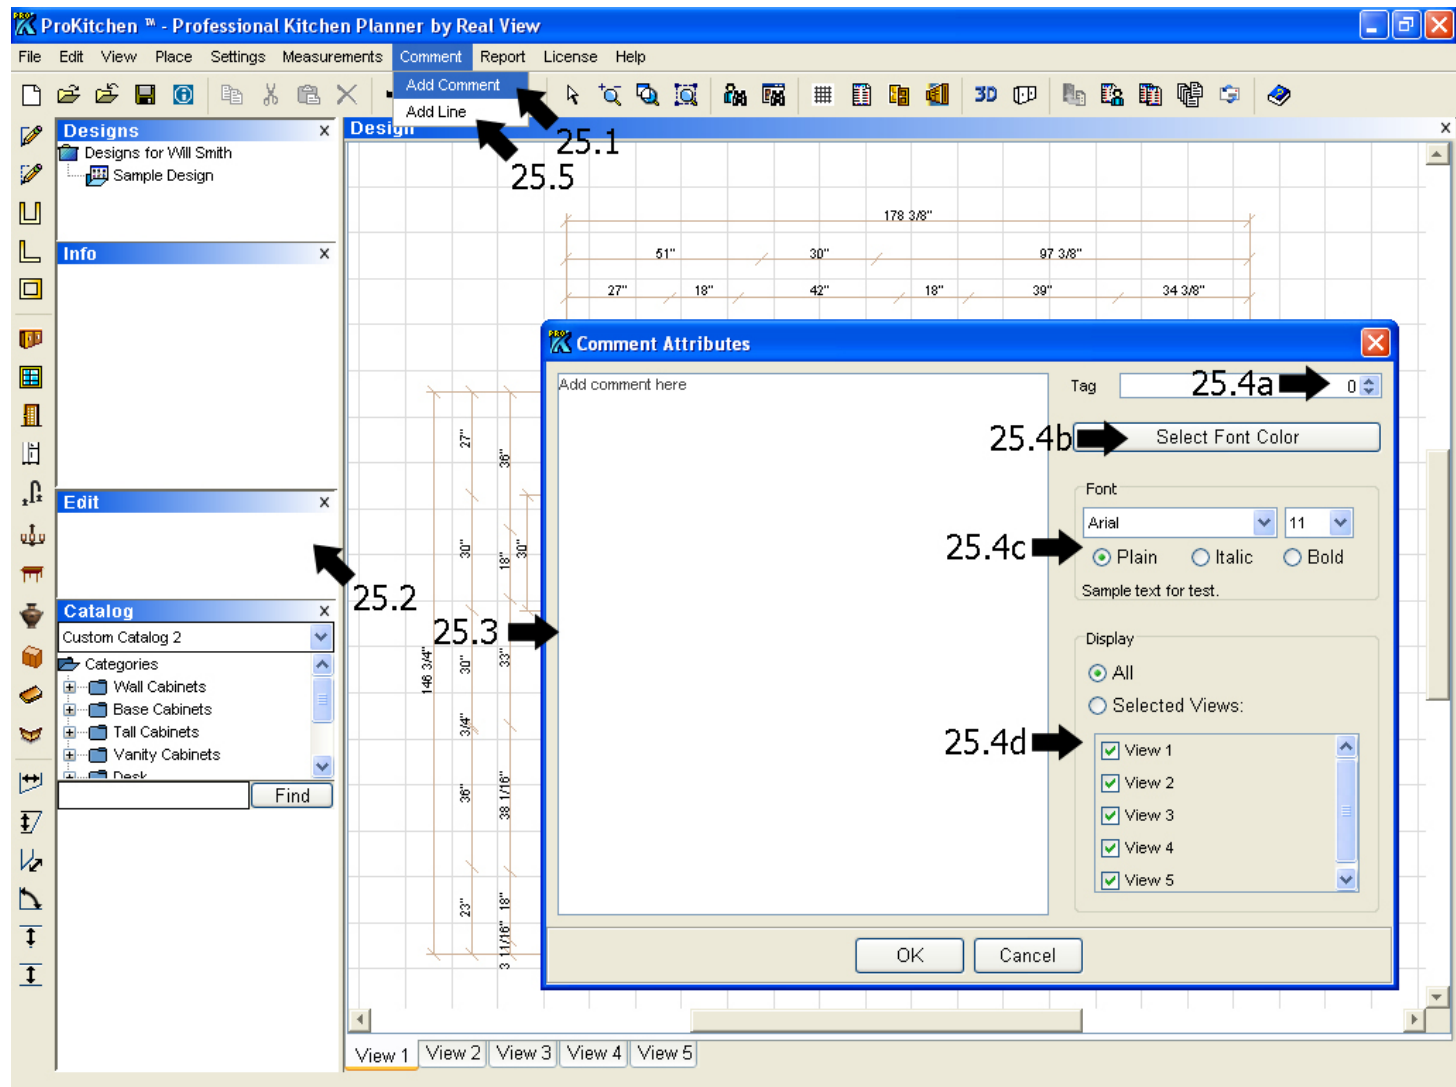 ProKitchen ™ - Professional Kitchen Planner by Real View
File Edit View Place Settings Measurements Comment Report License Help
Add Comment
Add Line
3D
25.1
25.5
Designs x
Designs for Will Smith
Sample Design
Info x
Edit x
25.2
Catalog x
Custom Catalog 2
Categories
Wall Cabinets
Base Cabinets
Tall Cabinets
Vanity Cabinets
Desk
Find
Design x
178 3/8"
51" 30" 97 3/8"
27" 18" 42" 18" 39" 34 3/8"
146 3/4"
27"
30"
30"
3/4"
36"
23"
36"
18"
33"
38 1/16"
18"
3 11/16"
30"
PRO Comment Attributes
Add comment here
25.3
Tag 25.4a 0
25.4b Select Font Color
Font
Arial 11
25.4c Plain Italic Bold
Sample text for test.
Display
All
Selected Views:
25.4d
View 1
View 2
View 3
View 4
View 5
OK Cancel
View 1 View 2 View 3 View 4 View 5